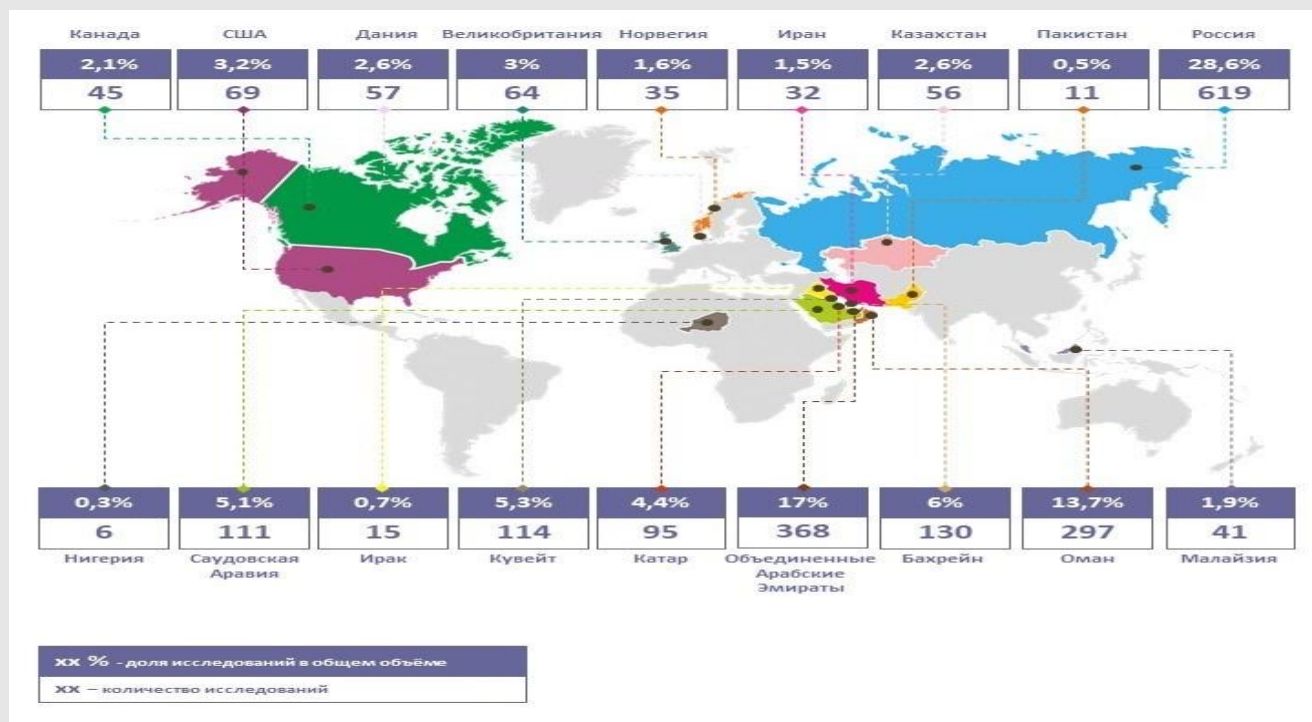 Канада США Дания Великобритания Норвегия Иран Казахстан Пакистан Россия
2,1% 3,2% 2,6% 3% 1,6% 1,5% 2,6% 0,5% 28,6%
45 69 57 64 35 32 56 11 619
0,3% 5,1% 0,7% 5,3% 4,4% 17% 6% 13,7% 1,9%
6 111 15 114 95 368 130 297 41
Нигерия Саудовская Ирак Кувейт Катар Объединенные Бахрейн Оман Малайзия
Аравия Арабские
Эмираты
xx % - доля исследований в общем объёме
xx – количество исследований